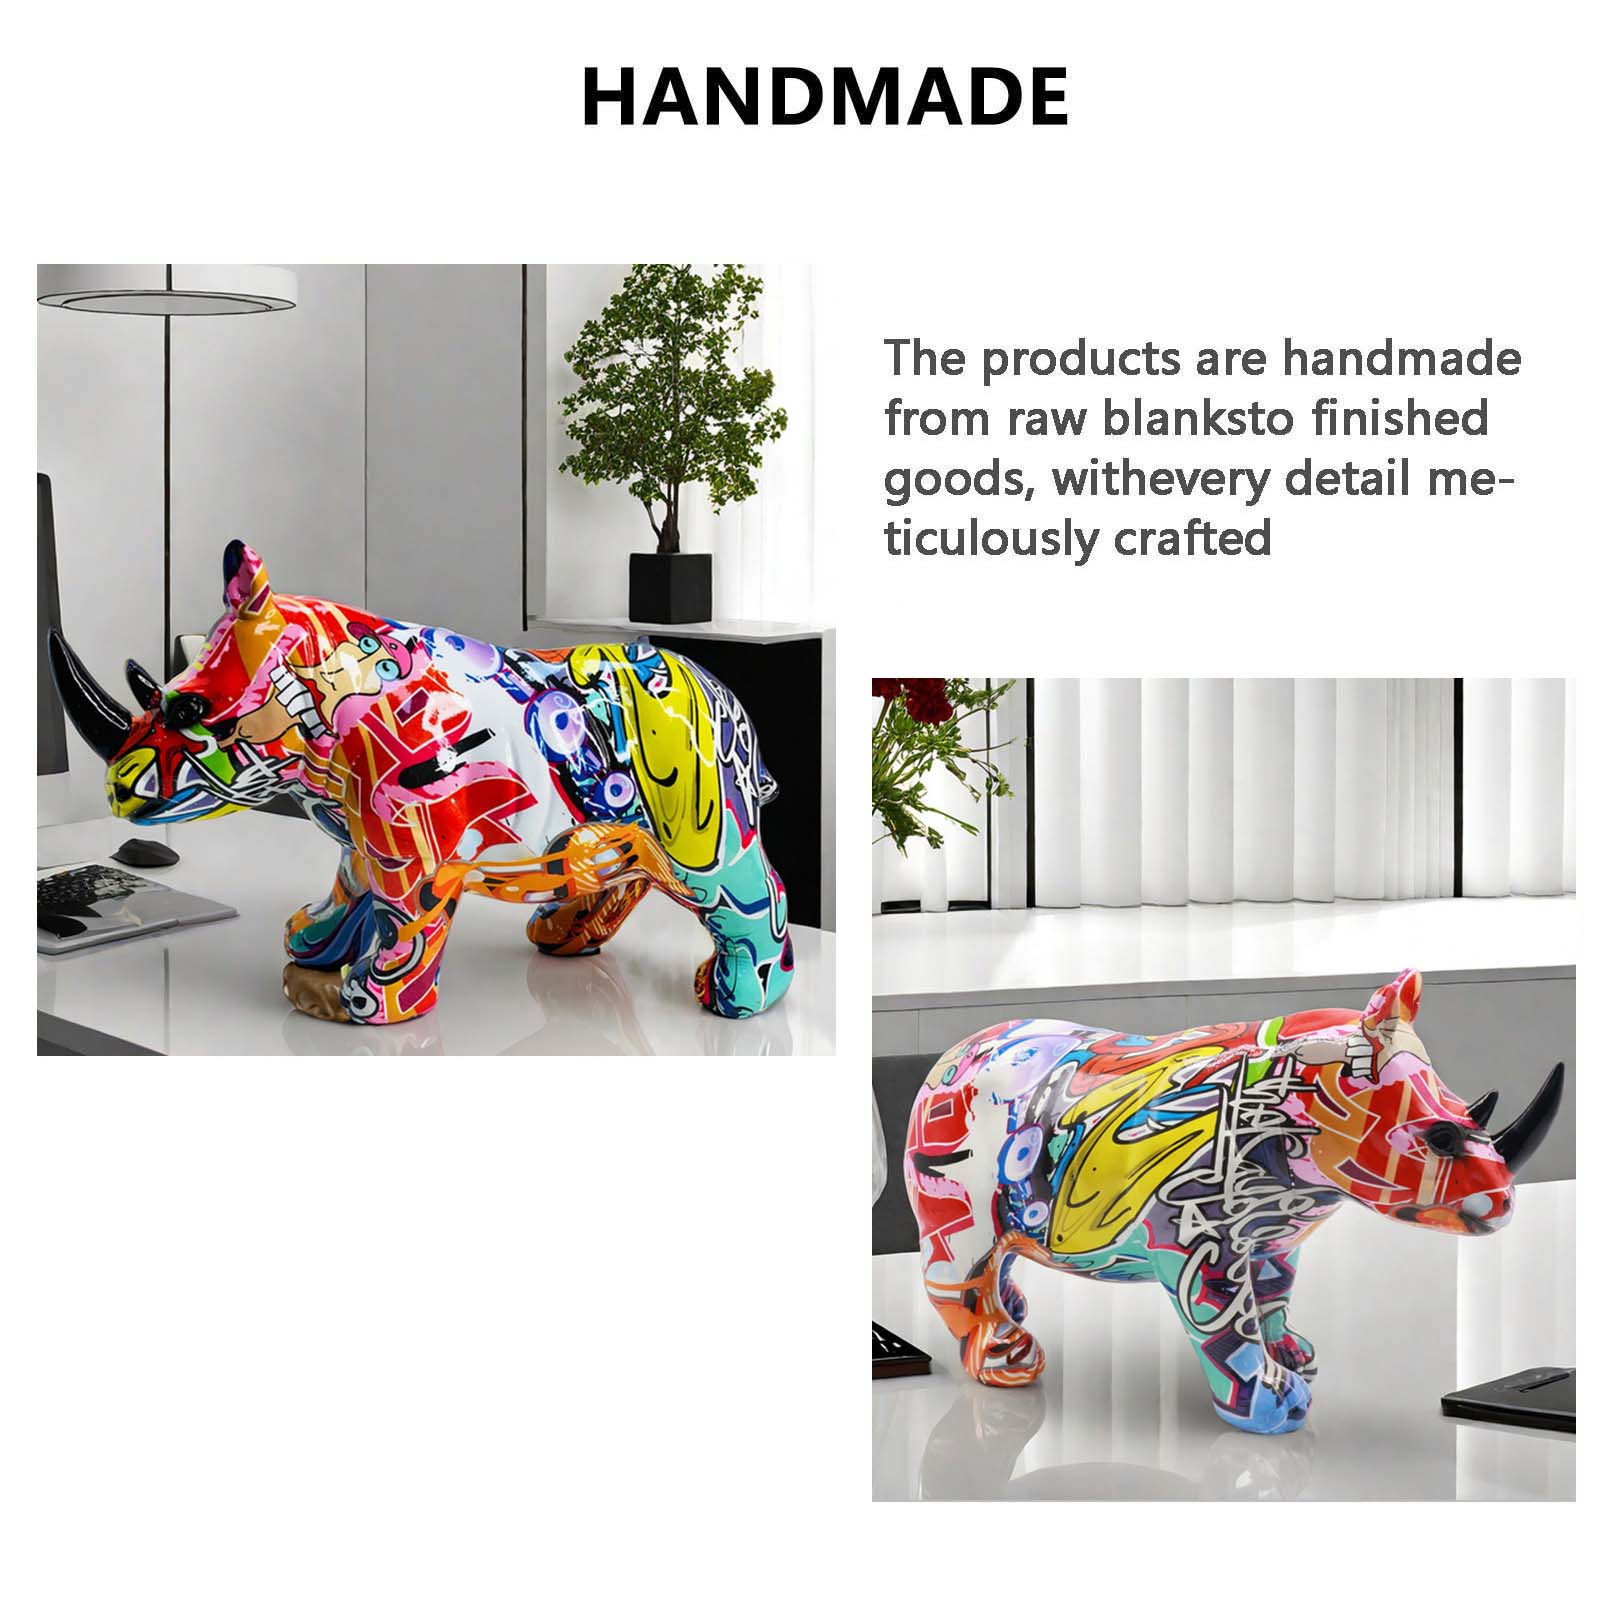 HANDMADE
The products are handmade
from raw blanksto finished
goods, withevery detail me-
ticulously crafted